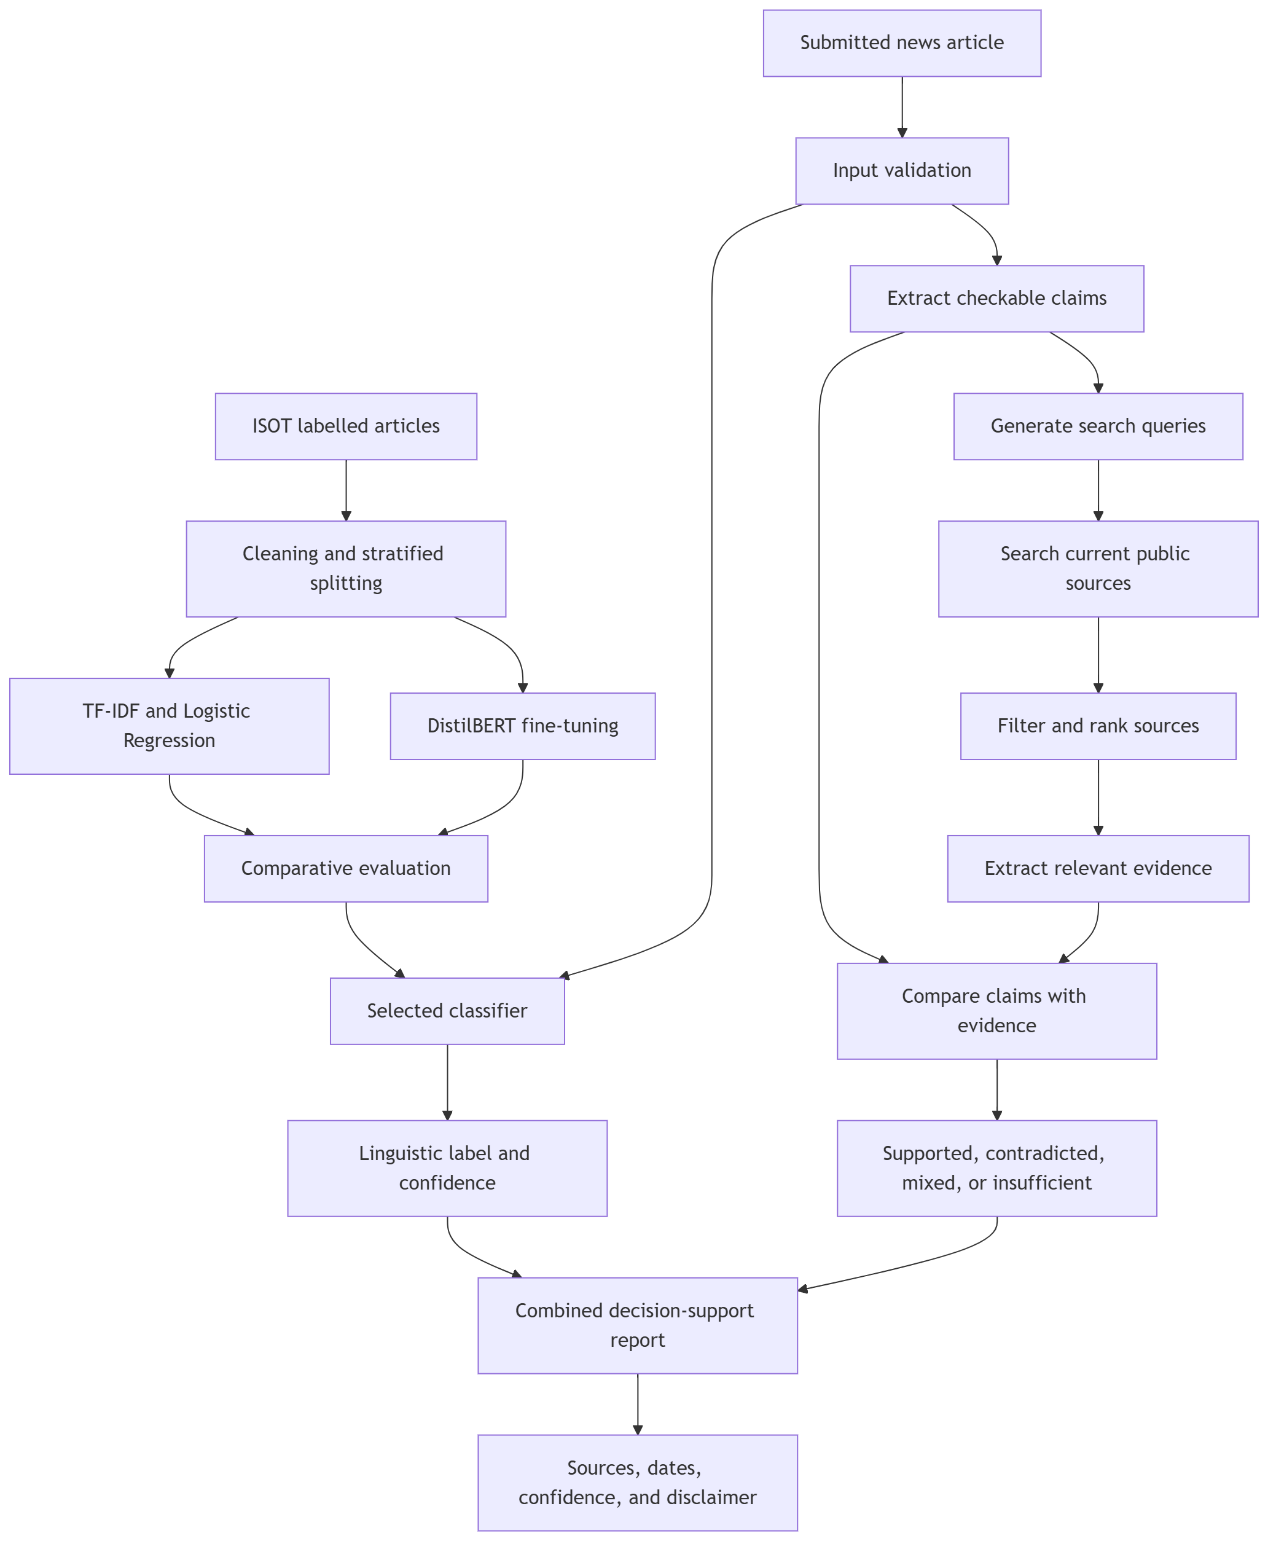 Submitted news article
Input validation
Extract checkable claims
ISOT labelled articles
Generate search queries
Cleaning and stratified
splitting
Search current public
sources
TF-IDF and Logistic
Regression
DistilBERT fine-tuning
Filter and rank sources
Comparative evaluation
Extract relevant evidence
Selected classifier
Compare claims with
evidence
Linguistic label and
confidence
Supported, contradicted,
mixed, or insufficient
Combined decision-support
report
Sources, dates,
confidence, and disclaimer